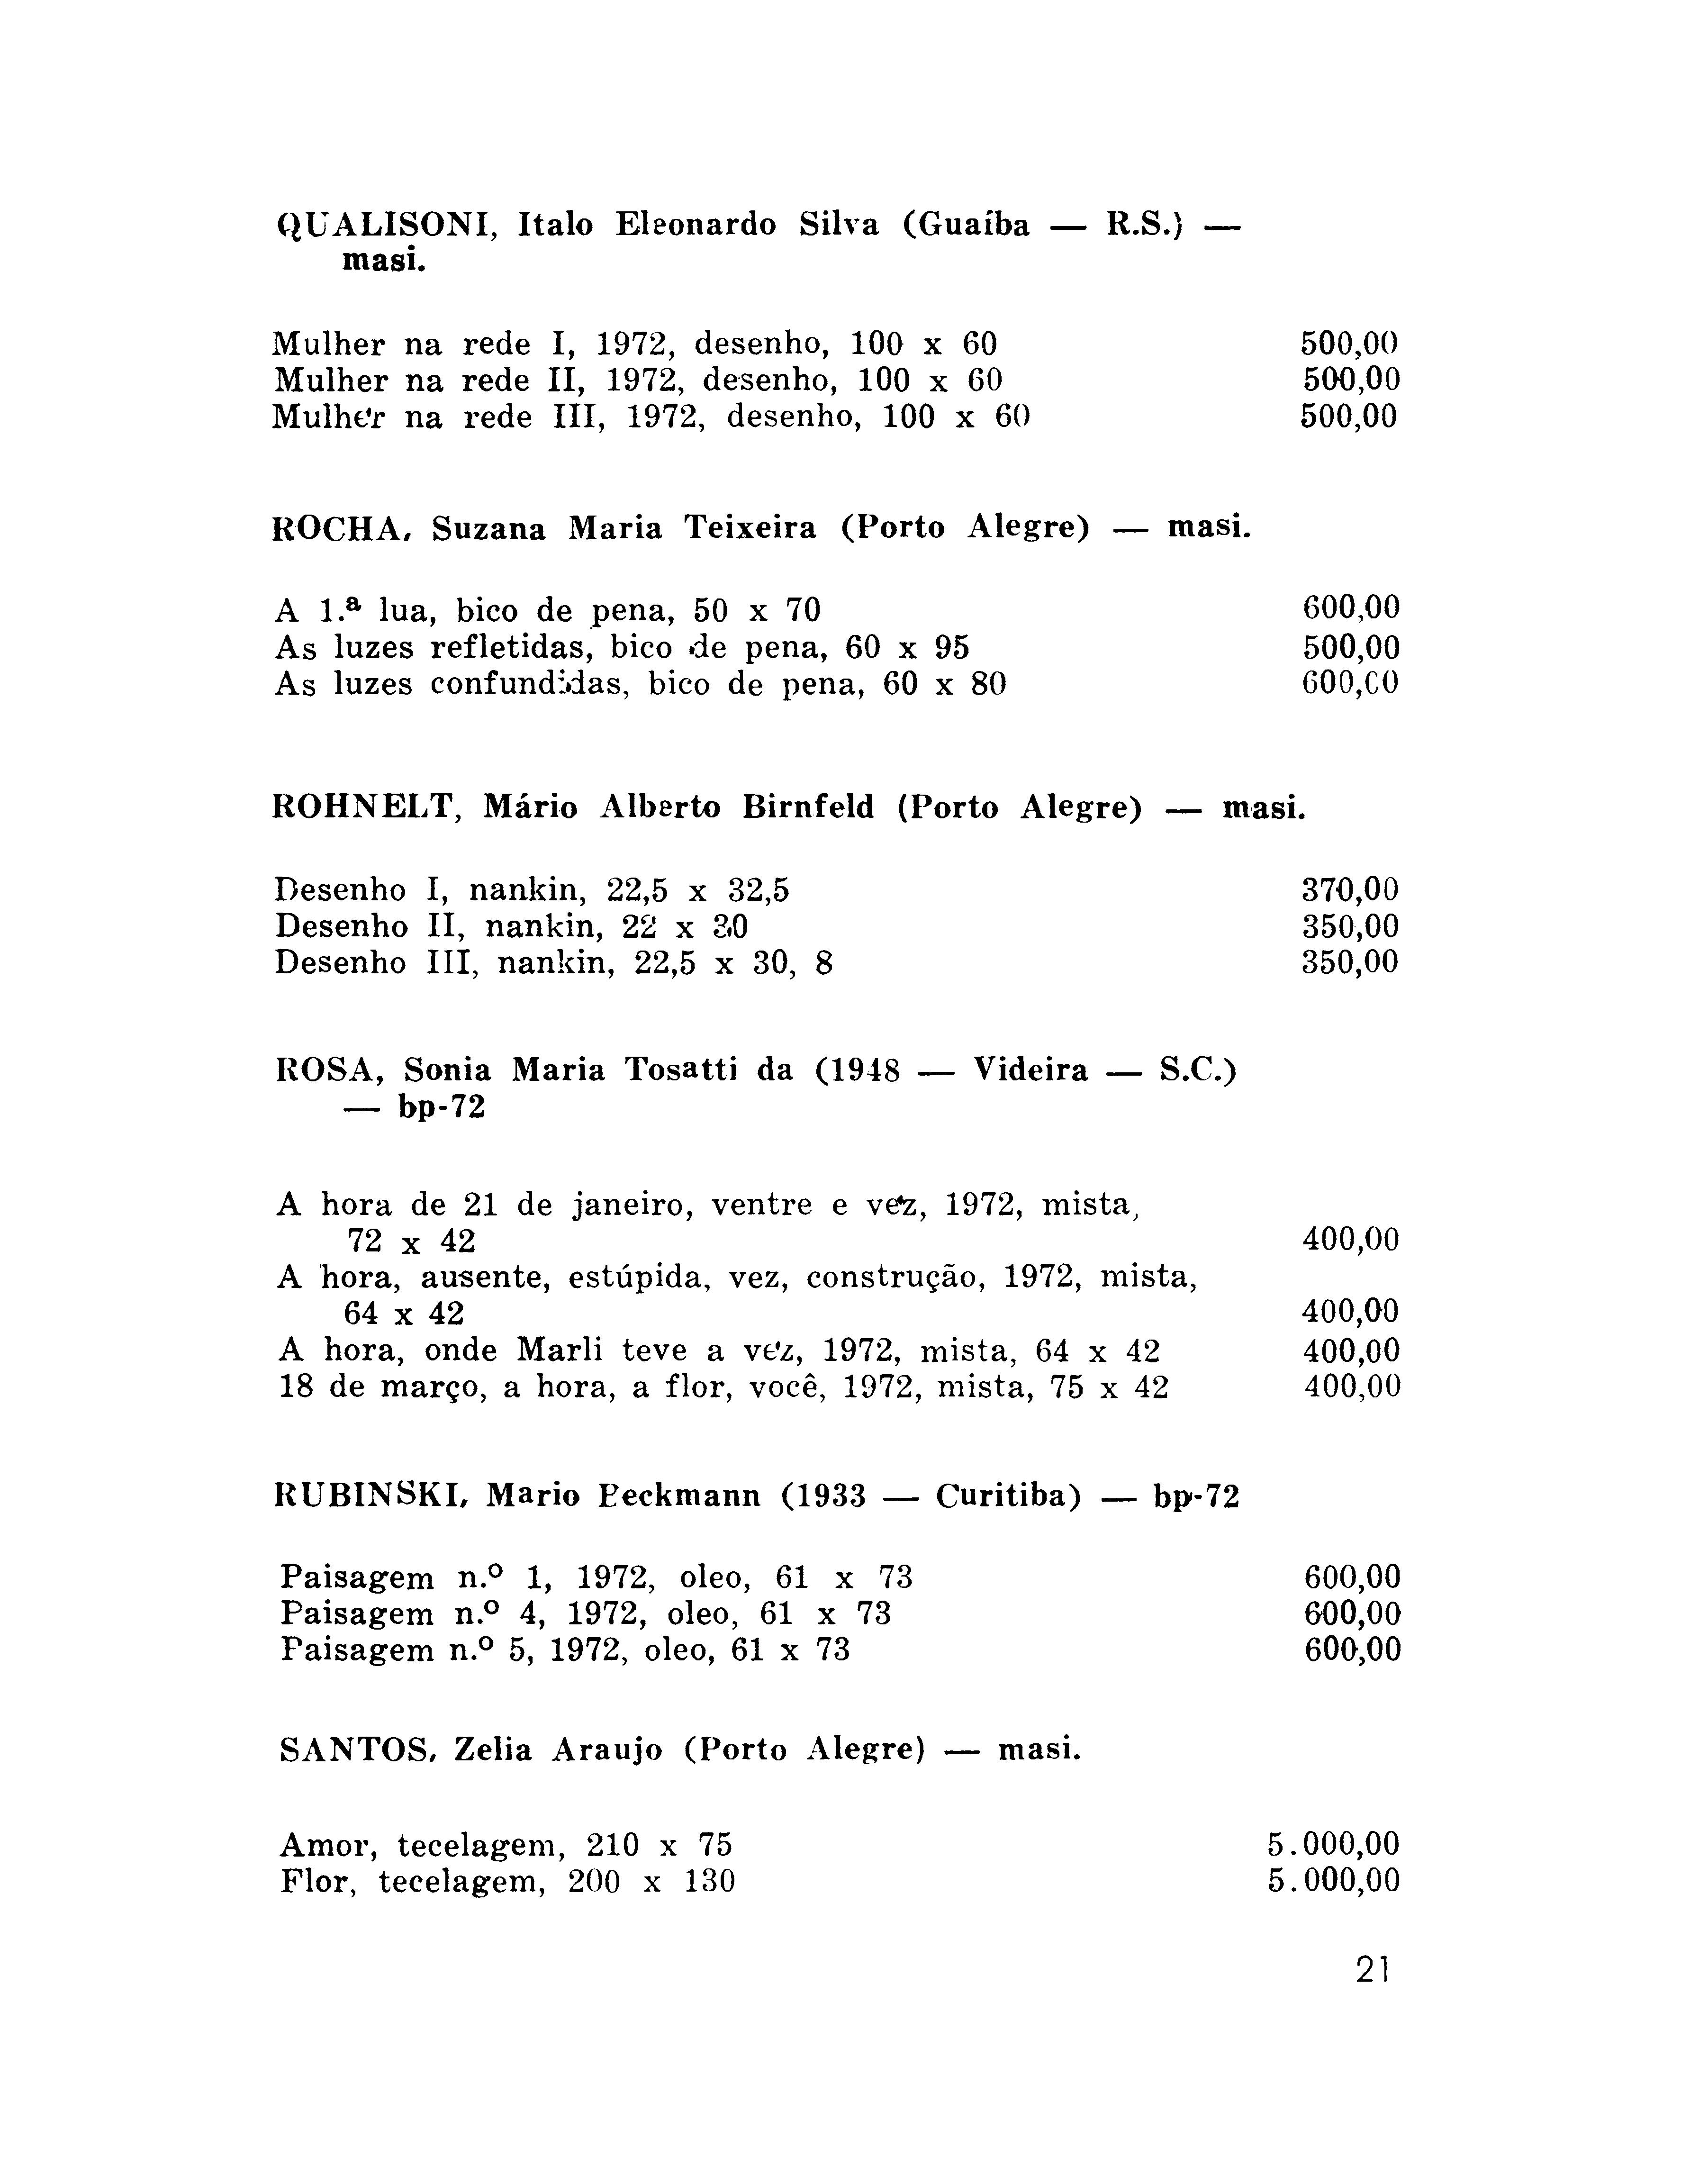 QUALISONI, Italo Eleonardo Silva (Guaíba — R.S.) —
masi.
Mulher na rede I, 1972, desenho, 100 x 60 500,00
Mulher na rede II, 1972, desenho, 100 x 60 500,00
Mulher na rede III, 1972, desenho, 100 x 60 500,00
ROCHA, Suzana Maria Teixeira (Porto Alegre) — masi.
A 1.ª lua, bico de pena, 50 x 70 600,00
As luzes refletidas, bico de pena, 60 x 95 500,00
As luzes confundidas, bico de pena, 60 x 80 600,00
ROHNELT, Mário Alberto Birnfeld (Porto Alegre) — masi.
Desenho I, nankin, 22,5 x 32,5 370,00
Desenho II, nankin, 22 x 30 350,00
Desenho III, nankin, 22,5 x 30, 8 350,00
ROSA, Sonia Maria Tosatti da (1948 — Videira — S.C.)
— bp-72
A hora de 21 de janeiro, ventre e vez, 1972, mista,
72 x 42 400,00
A hora, ausente, estúpida, vez, construção, 1972, mista,
64 x 42 400,00
A hora, onde Marli teve a vez, 1972, mista, 64 x 42 400,00
18 de março, a hora, a flor, você, 1972, mista, 75 x 42 400,00
RUBINSKI, Mario Beckmann (1933 — Curitiba) — bp-72
Paisagem n.º 1, 1972, oleo, 61 x 73 600,00
Paisagem n.º 4, 1972, oleo, 61 x 73 600,00
Paisagem n.º 5, 1972, oleo, 61 x 73 600,00
SANTOS, Zelia Araujo (Porto Alegre) — masi.
Amor, tecelagem, 210 x 75 5.000,00
Flor, tecelagem, 200 x 130 5.000,00
21